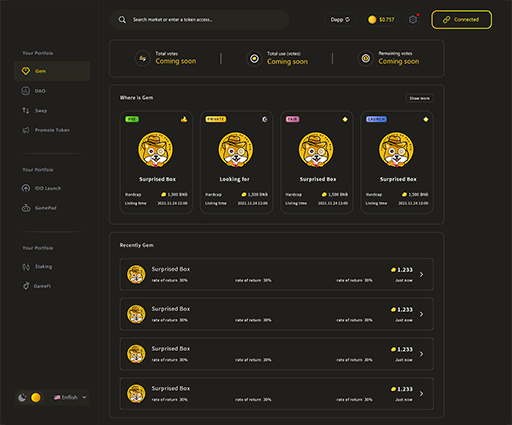 Search market or enter a token access...
Dapp
$0.757
Connected
Your Portfolio
Gem
DAO
Swap
Promote Token
Your Portfolio
IDO Launch
GamePad
Your Portfolio
Staking
GameFi
Enflish
Total votes
Coming soon
Total use (votes)
Coming soon
Remaining votes
Coming soon
Where is Gem
Show more
PRE
Surprised Box
Hardcap 1,500 BNB
Listing time 2021.11.24 12:00
PRIVATE
Looking for
Hardcap 1,500 BNB
Listing time 2021.11.24 12:00
FAIR
Surprised Box
Hardcap 1,500 BNB
Listing time 2021.11.24 12:00
LAUNCH
Surprised Box
Hardcap 1,500 BNB
Listing time 2021.11.24 12:00
Recently Gem
Surprised Box
1.233
rate of return 30% rate of return 30% rate of return 30% Just now
Surprised Box
1.233
rate of return 30% rate of return 30% rate of return 30% Just now
Surprised Box
1.233
rate of return 30% rate of return 30% rate of return 30% Just now
Surprised Box
1.233
rate of return 30% rate of return 30% rate of return 30% Just now